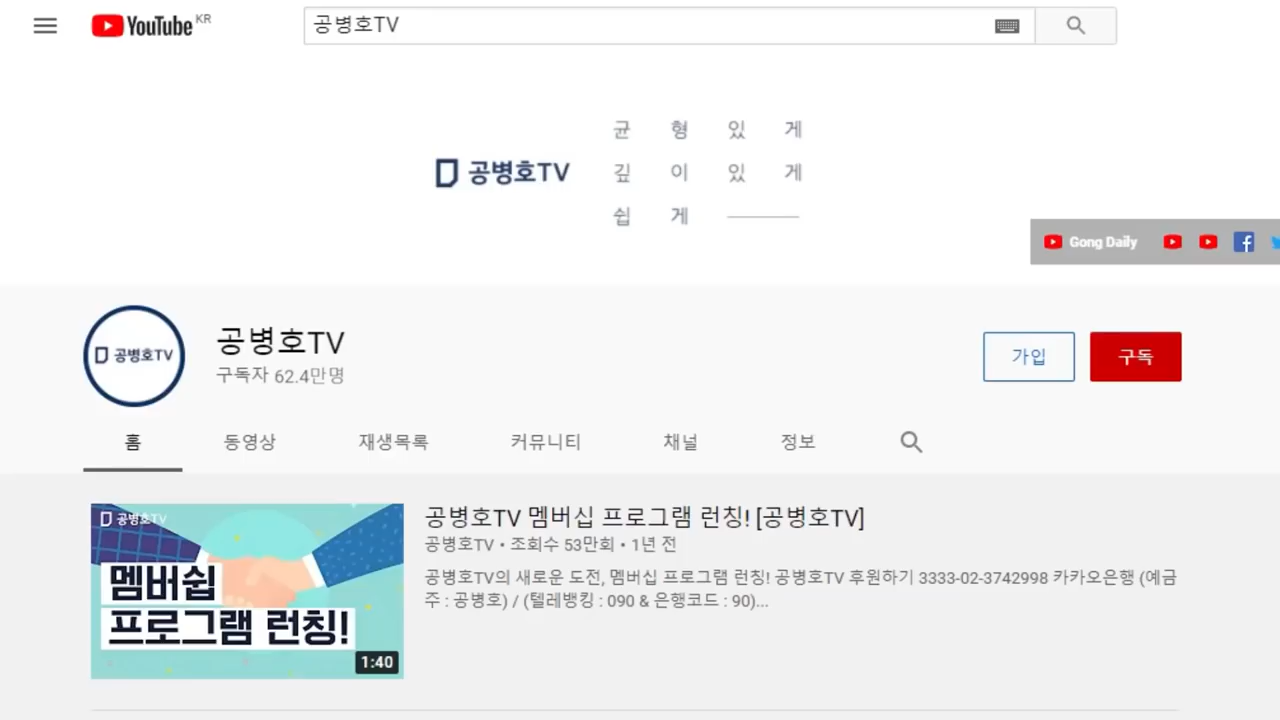 YouTube KR
공병호TV
균 형 있 게
공병호TV
깊 이 있 게
쉽 게
Gong Daily
공병호TV
공병호TV
구독자 62.4만명
가입
구독
홈
동영상
재생목록
커뮤니티
채널
정보
공병호TV
멤버쉽
프로그램 런칭!
1:40
공병호TV 멤버십 프로그램 런칭! [공병호TV]
공병호TV • 조회수 53만회 • 1년 전
공병호TV의 새로운 도전, 멤버십 프로그램 런칭! 공병호TV 후원하기 3333-02-3742998 카카오은행 (예금
주 : 공병호) / (텔레뱅킹 : 090 & 은행코드 : 90)...